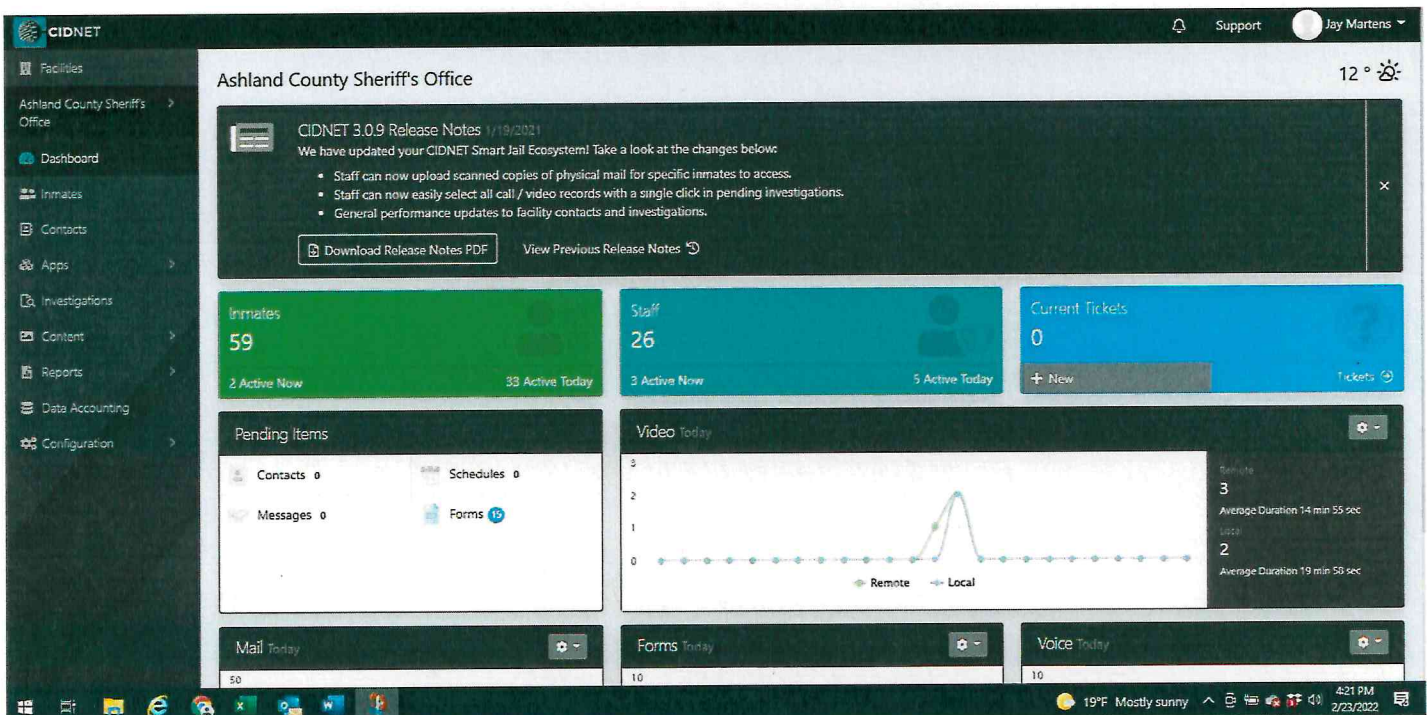 CIDNET
Support
Jay Martens
Facilities
Ashland County Sheriff's
Office
Dashboard
Inmates
Contacts
Apps
Investigations
Content
Reports
Data Accounting
Configuration
Ashland County Sheriff's Office
12 °
CIDNET 3.0.9 Release Notes 1/19/2021
We have updated your CIDNET Smart Jail Ecosystem! Take a look at the changes below:
• Staff can now upload scanned copies of physical mail for specific inmates to access.
• Staff can now easily select all call / video records with a single click in pending investigations.
• General performance updates to facility contacts and investigations.
×
Download Release Notes PDF View Previous Release Notes
Inmates
59
2 Active Now 33 Active Today
Staff
26
3 Active Now 5 Active Today
Current Tickets
0
+ New Tickets
Pending Items
Contacts 0 Schedules 0
Messages 0 Forms 15
Video Today
3
2
1
0
Remote Local
Remote
3
Average Duration 14 min 55 sec
Local
2
Average Duration 19 min 58 sec
Mail Today
50
Forms Today
10
Voice Today
10
19°F Mostly sunny
4:21 PM
2/23/2022